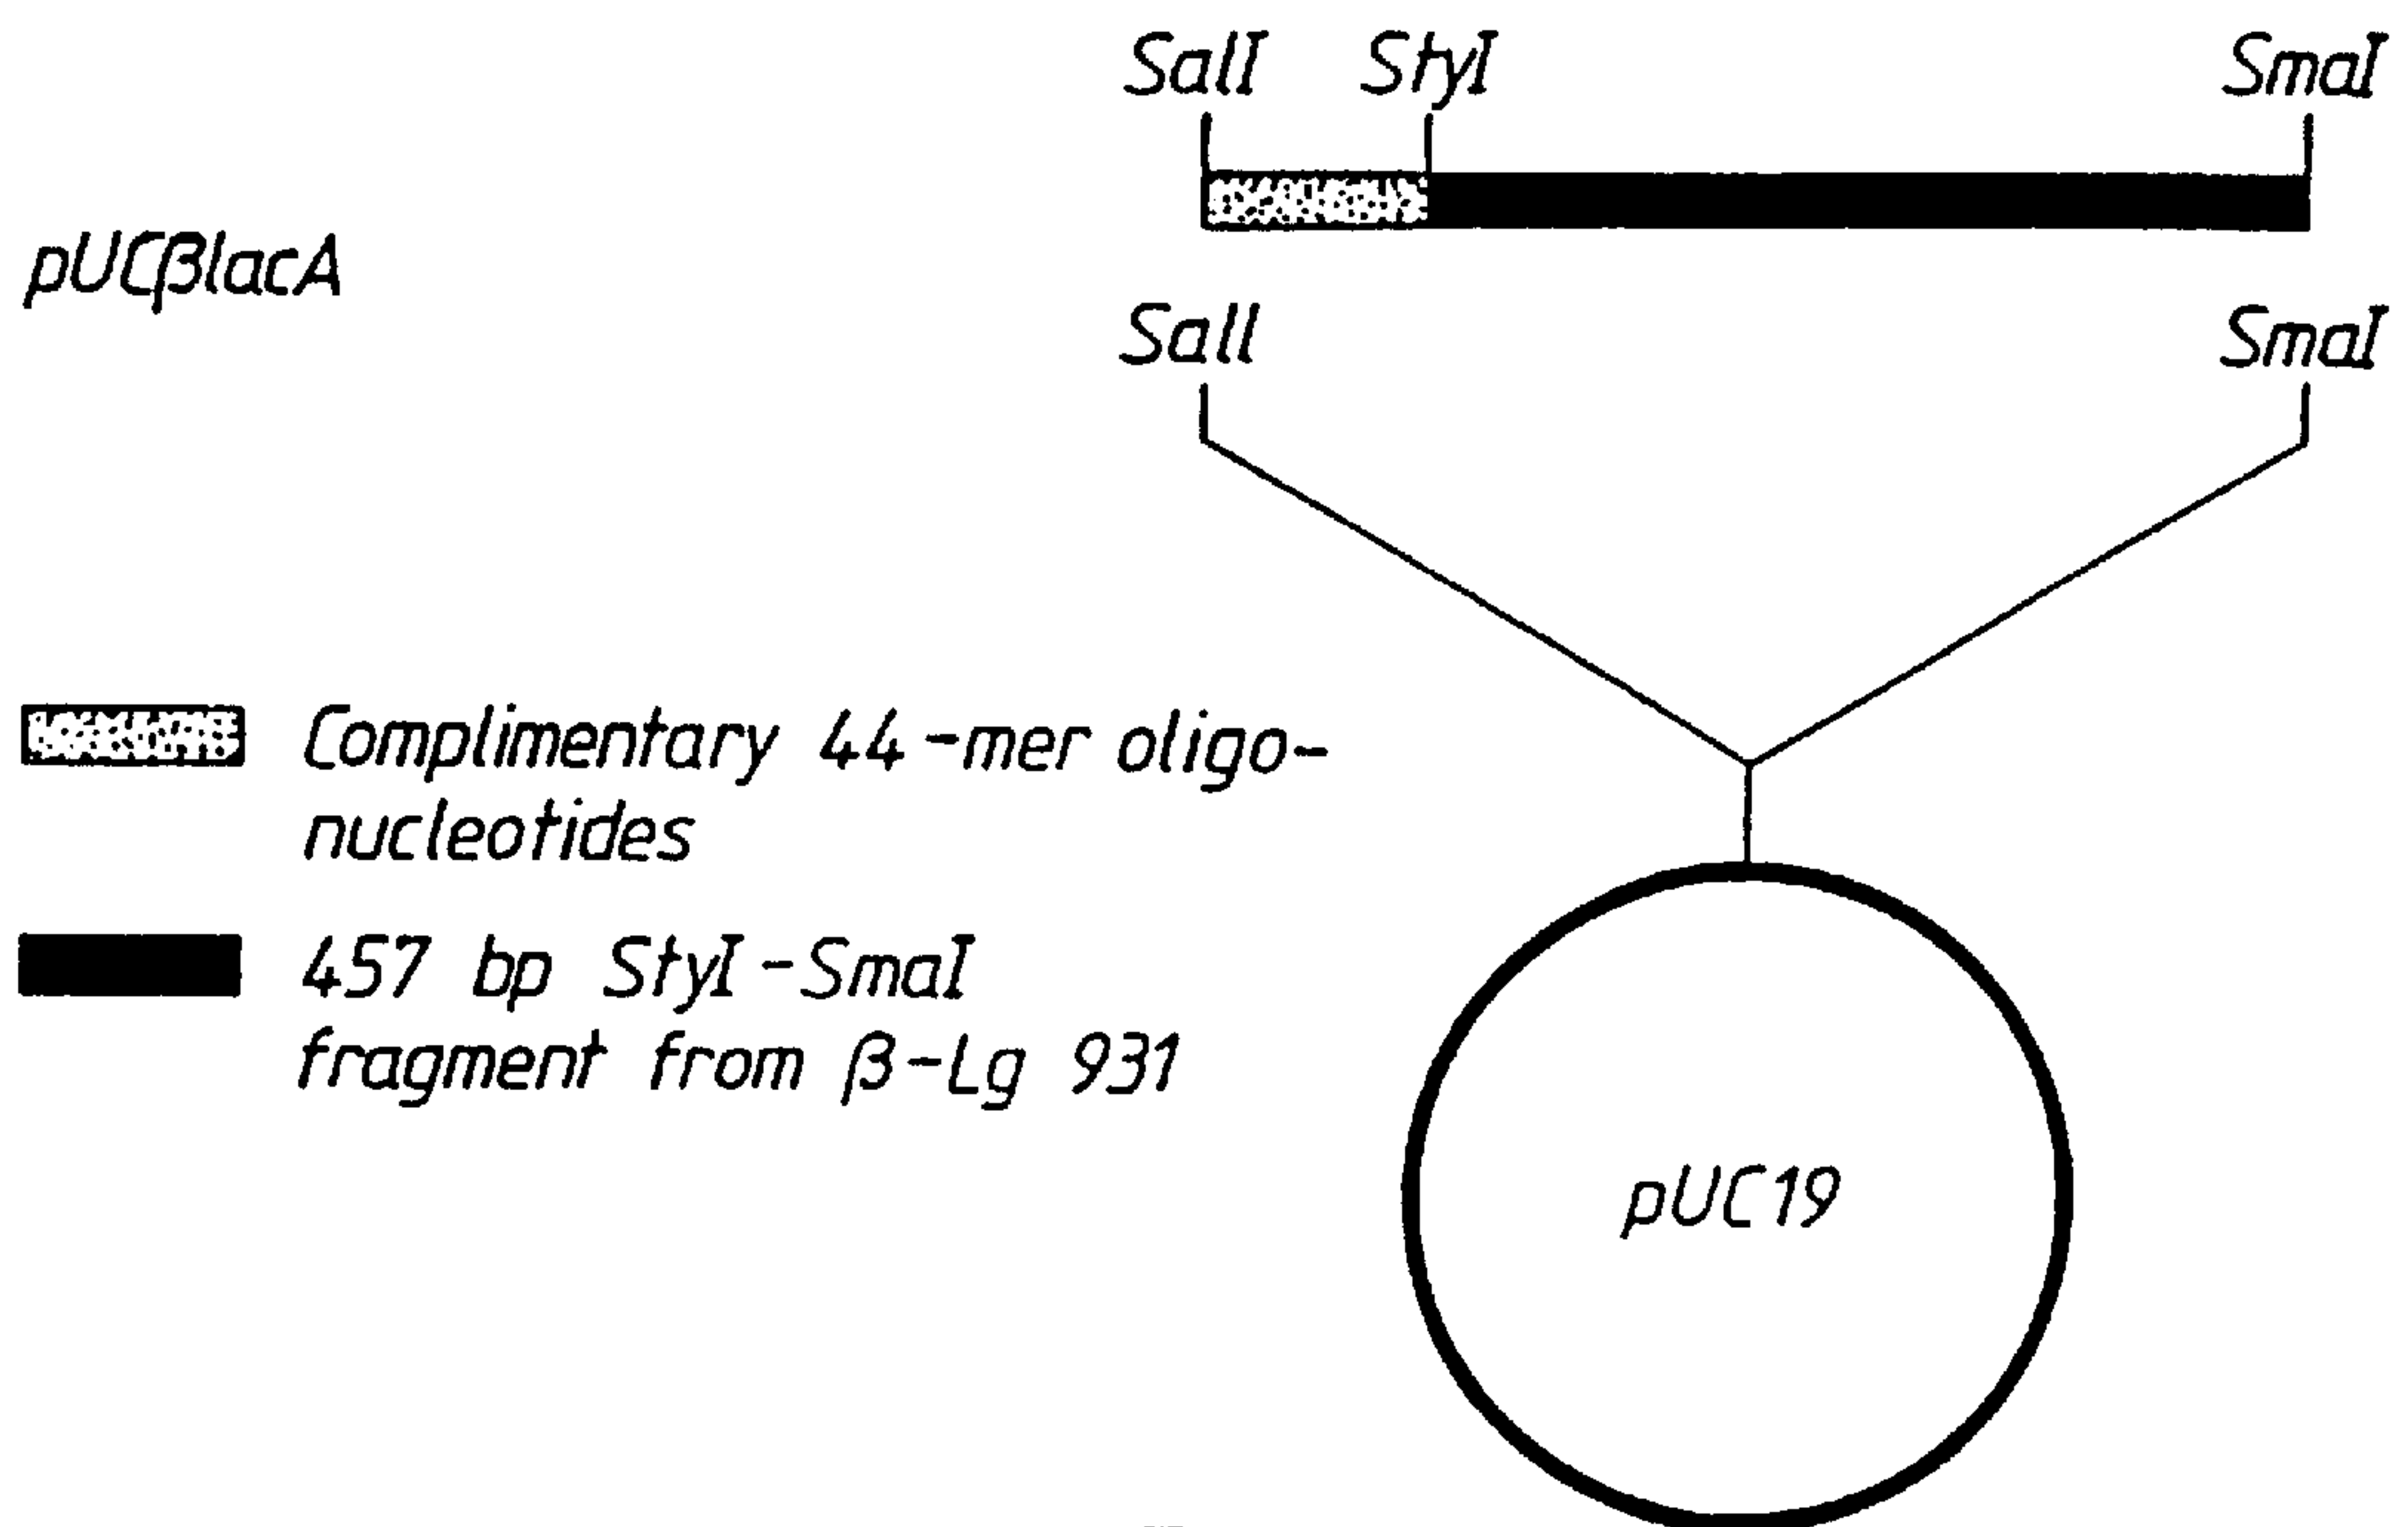 SalI StyI SmaI
pUCβlacA
SalI SmaI
Complimentary 44-mer oligo-
nucleotides
457 bp StyI-SmaI
fragment from β-Lg 931
pUC19